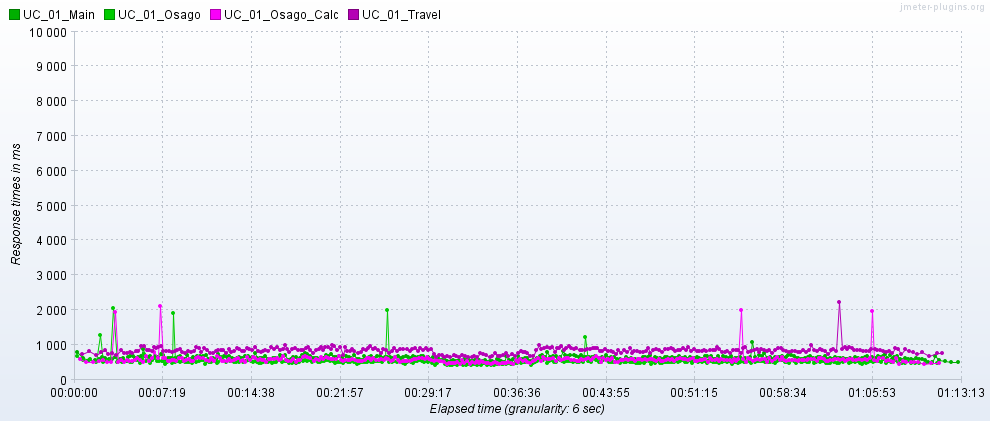 UC_01_Main UC_01_Osago UC_01_Osago_Calc UC_01_Travel
jmeter-plugins.org
10 000
9 000
8 000
7 000
6 000
5 000
4 000
3 000
2 000
1 000
0
Response times in ms
00:00:00 00:07:19 00:14:38 00:21:57 00:29:17 00:36:36 00:43:55 00:51:15 00:58:34 01:05:53 01:13:13
Elapsed time (granularity: 6 sec)